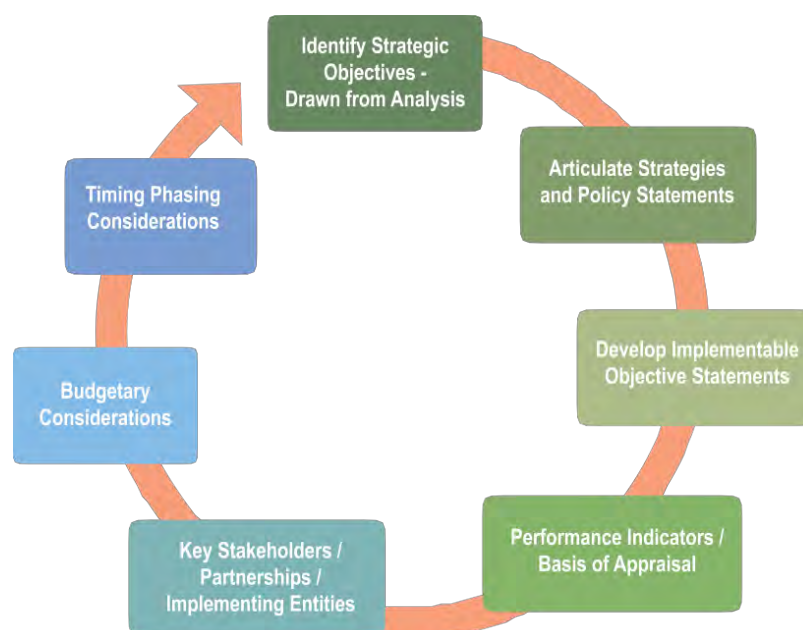 Identify Strategic
Objectives -
Drawn from Analysis
Articulate Strategies
and Policy Statements
Develop Implementable
Objective Statements
Performance Indicators /
Basis of Appraisal
Key Stakeholders /
Partnerships /
Implementing Entities
Budgetary
Considerations
Timing Phasing
Considerations